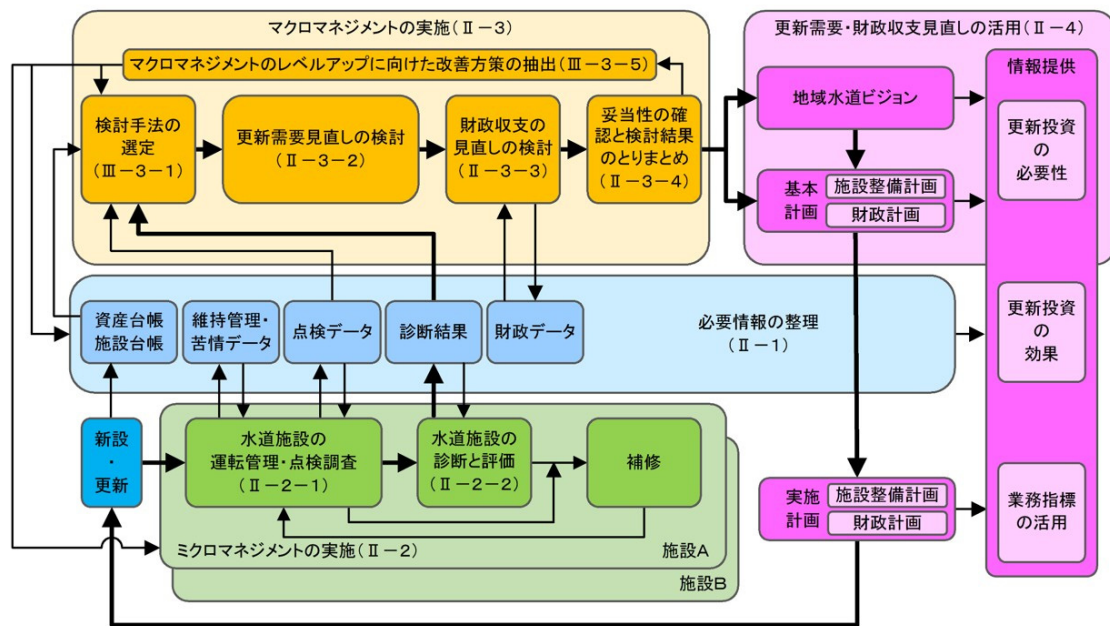 マクロマネジメントの実施(Ⅱ－3)
マクロマネジメントのレベルアップに向けた改善方策の抽出(Ⅲ－3－5)
検討手法の
選定
(Ⅲ－3－1)
更新需要見直しの検討
(Ⅱ－3－2)
財政収支の
見直しの検討
(Ⅱ－3－3)
妥当性の確
認と検討結果
のとりまとめ
(Ⅱ－3－4)
更新需要・財政収支見直しの活用(Ⅱ－4)
地域水道ビジョン
基本
計画
施設整備計画
財政計画
情報提供
更新投資
の
必要性
更新投資
の
効果
業務指標
の活用
資産台帳
施設台帳
維持管理・
苦情データ
点検データ
診断結果
財政データ
必要情報の整理
(Ⅱ－1)
新設
・
更新
水道施設の
運転管理・点検調査
(Ⅱ－2－1)
水道施設の
診断と評価
(Ⅱ－2－2)
補修
ミクロマネジメントの実施(Ⅱ－2)
施設A
施設B
実施
計画
施設整備計画
財政計画